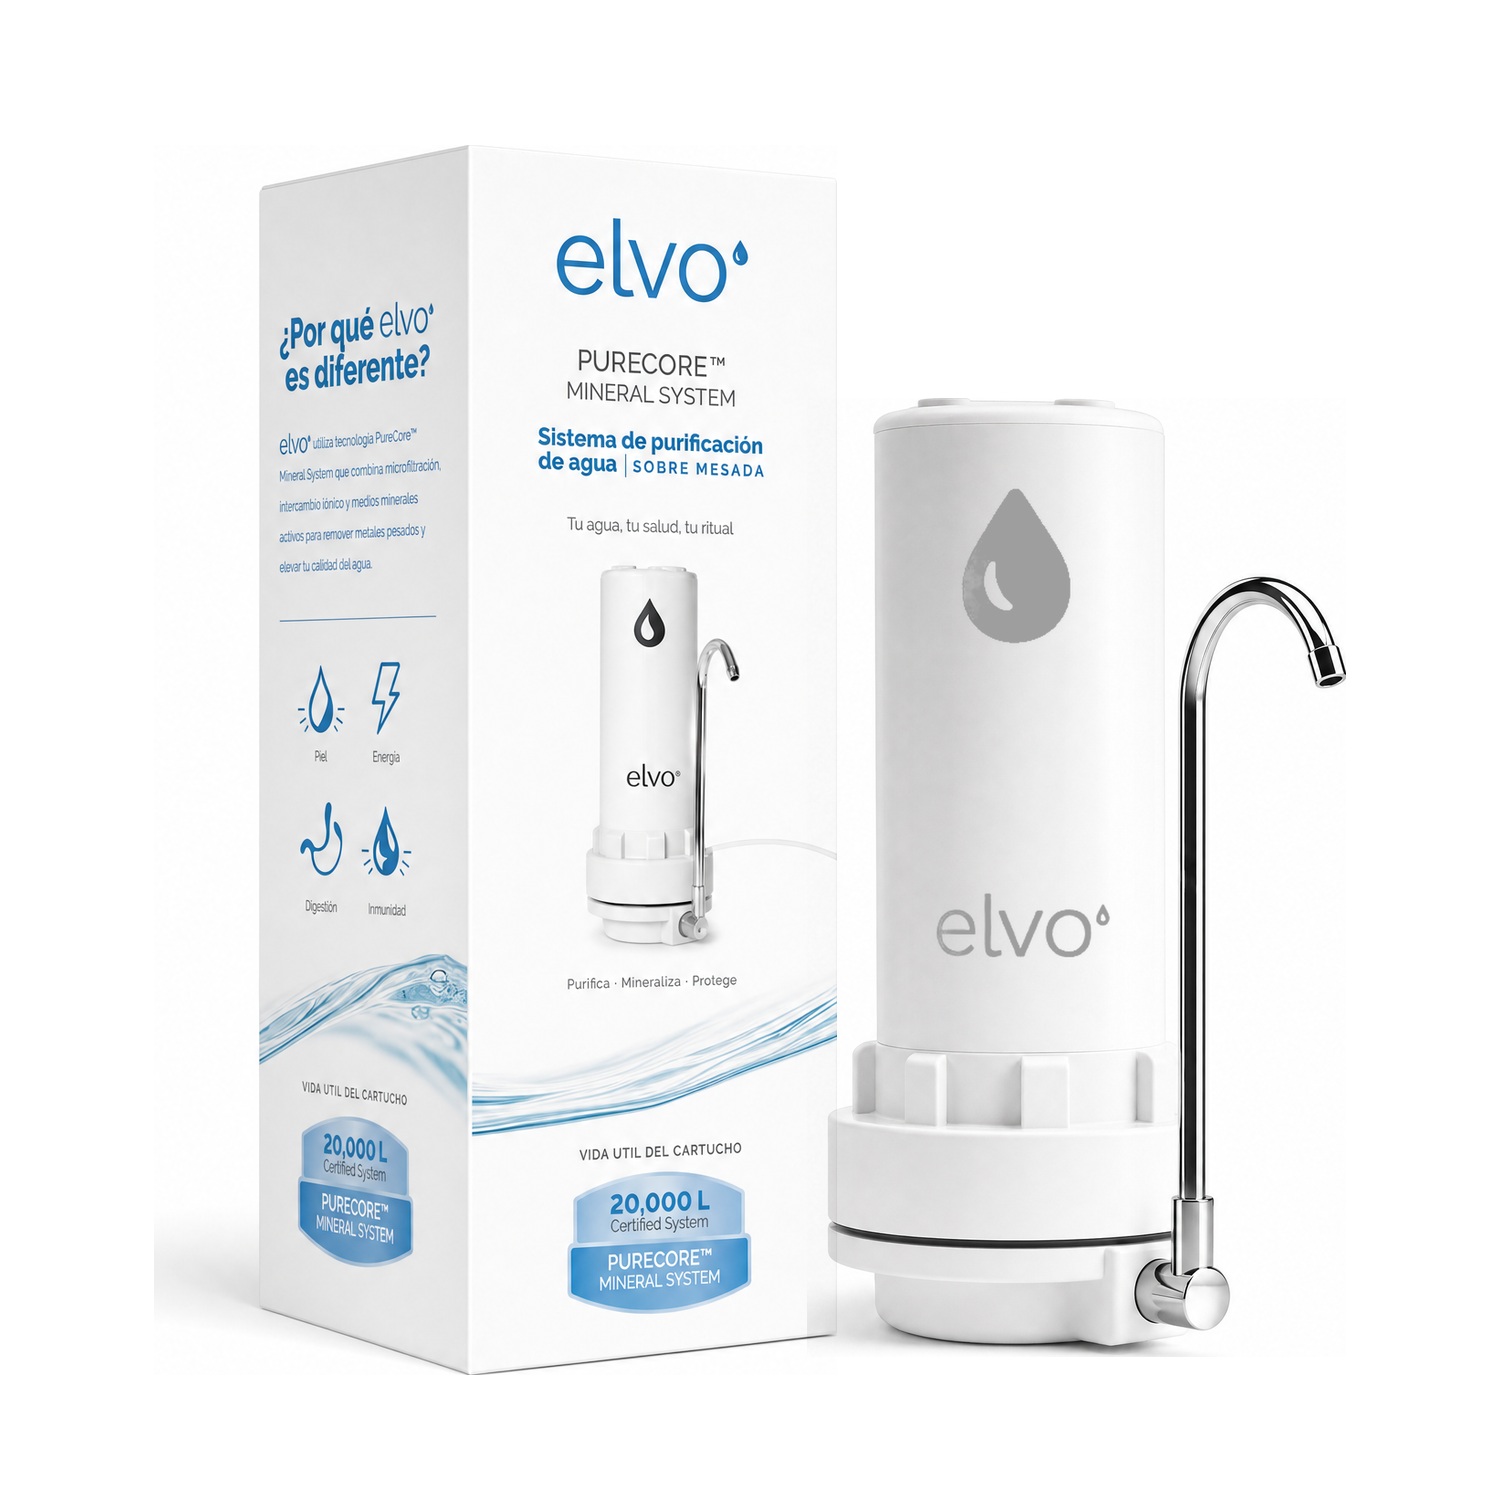 ¿Por qué elvo
es diferente?
elvo utiliza tecnología PureCore™
Mineral System que combina microfiltración,
intercambio iónico y medios minerales
activos para remover metales pesados y
elevar tu calidad del agua.
Piel
Energía
Digestión
Inmunidad
VIDA UTIL DEL CARTUCHO
20,000 L
Certified System
PURECORE™
MINERAL SYSTEM
elvo
PURECORE™
MINERAL SYSTEM
Sistema de purificación
de agua | SOBRE MESADA
Tu agua, tu salud, tu ritual
elvo
Purifica · Mineraliza · Protege
VIDA UTIL DEL CARTUCHO
20,000 L
Certified System
PURECORE™
MINERAL SYSTEM
elvo